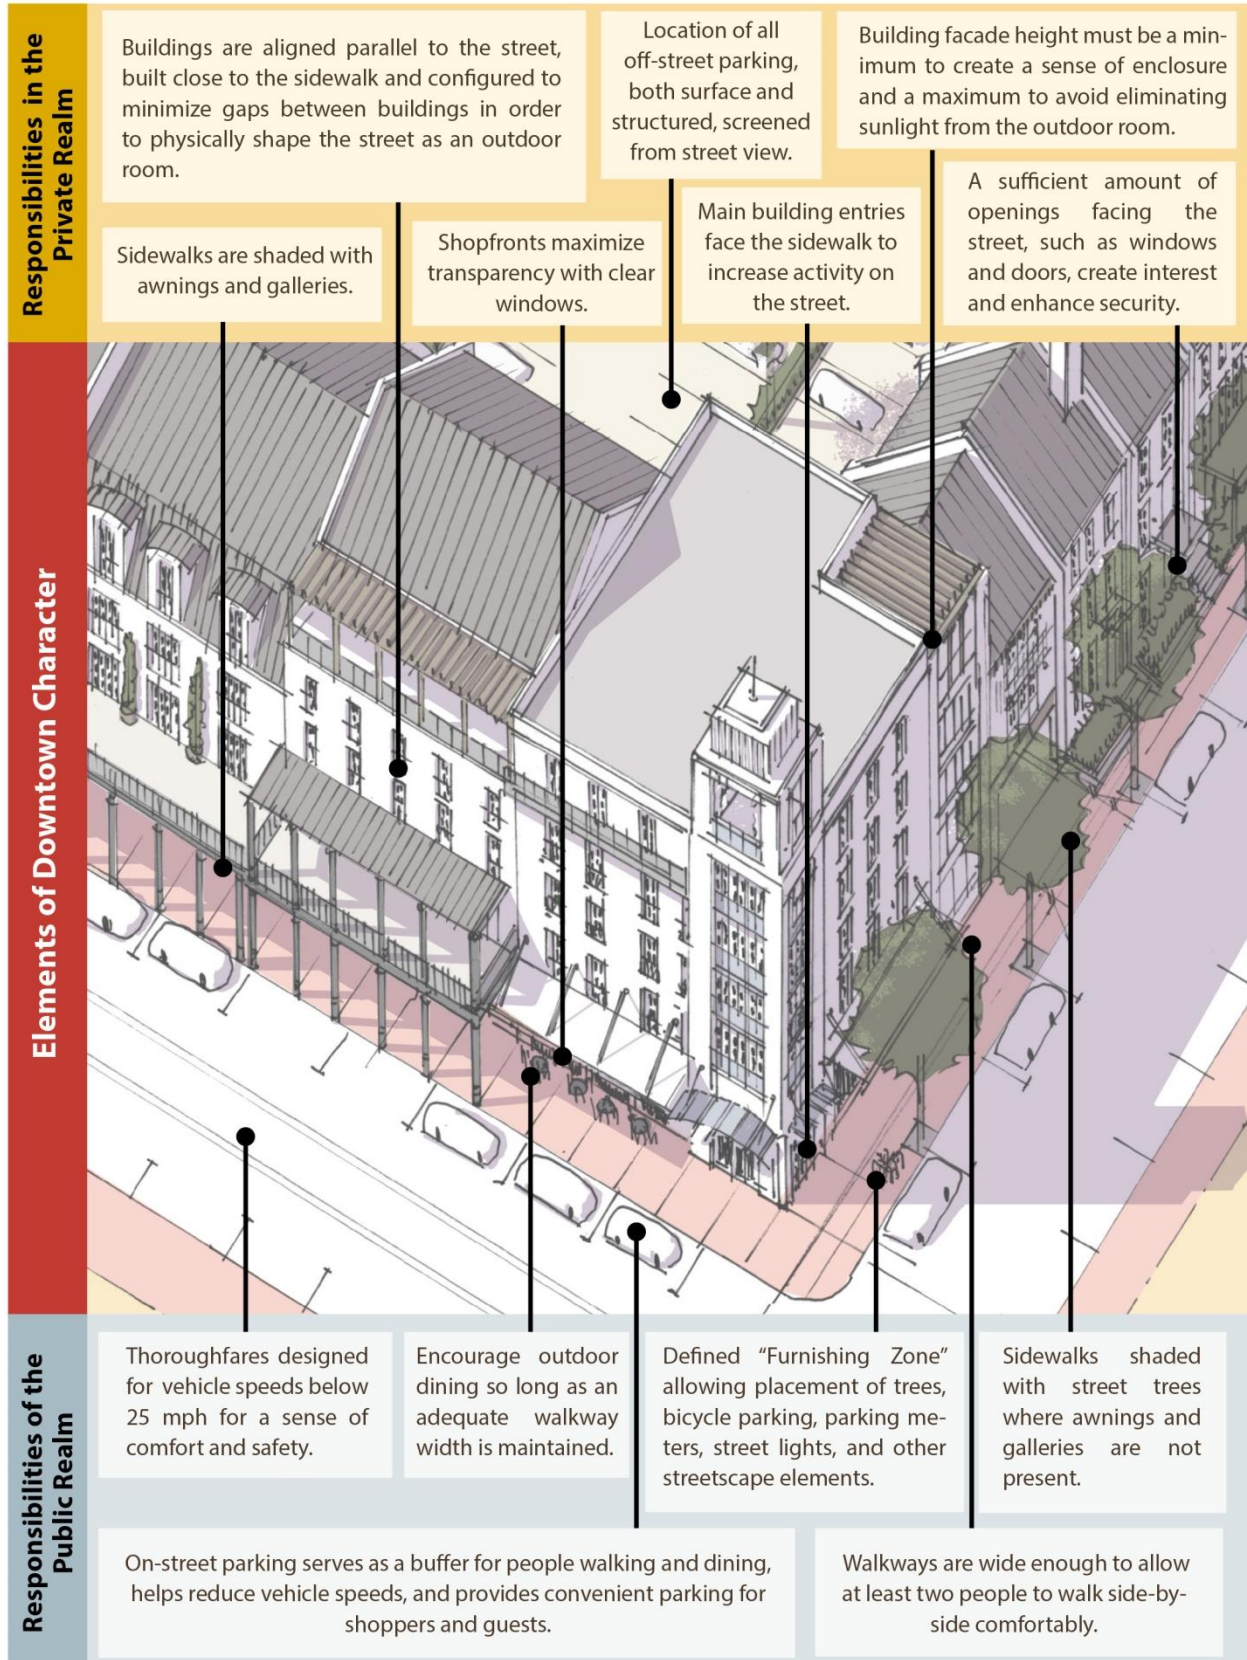 Responsibilities in the
Private Realm
Buildings are aligned parallel to the street,
built close to the sidewalk and configured to
minimize gaps between buildings in order
to physically shape the street as an outdoor
room.
Location of all
off-street parking,
both surface and
structured, screened
from street view.
Building facade height must be a min-
imum to create a sense of enclosure
and a maximum to avoid eliminating
sunlight from the outdoor room.
Sidewalks are shaded with
awnings and galleries.
Shopfronts maximize
transparency with clear
windows.
Main building entries
face the sidewalk to
increase activity on
the street.
A sufficient amount of
openings facing the
street, such as windows
and doors, create interest
and enhance security.
Elements of Downtown Character
Responsibilities of the
Public Realm
Thoroughfares designed
for vehicle speeds below
25 mph for a sense of
comfort and safety.
Encourage outdoor
dining so long as an
adequate walkway
width is maintained.
Defined “Furnishing Zone”
allowing placement of trees,
bicycle parking, parking me-
ters, street lights, and other
streetscape elements.
Sidewalks shaded
with street trees
where awnings and
galleries are not
present.
On-street parking serves as a buffer for people walking and dining,
helps reduce vehicle speeds, and provides convenient parking for
shoppers and guests.
Walkways are wide enough to allow
at least two people to walk side-by-
side comfortably.